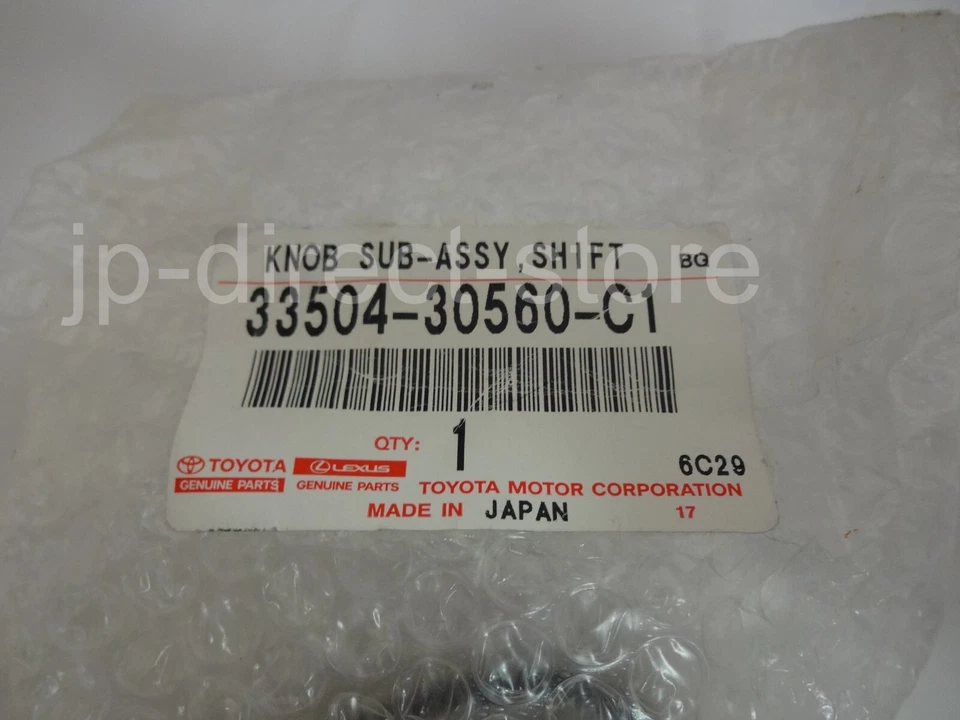 KNOB SUB-ASSY,SHIFT BG
jp-direct-store
33504-30560-C1
QTY: 1
TOYOTA LEXUS 6C29
GENUINE PARTS GENUINE PARTS TOYOTA MOTOR CORPORATION
MADE IN JAPAN 17